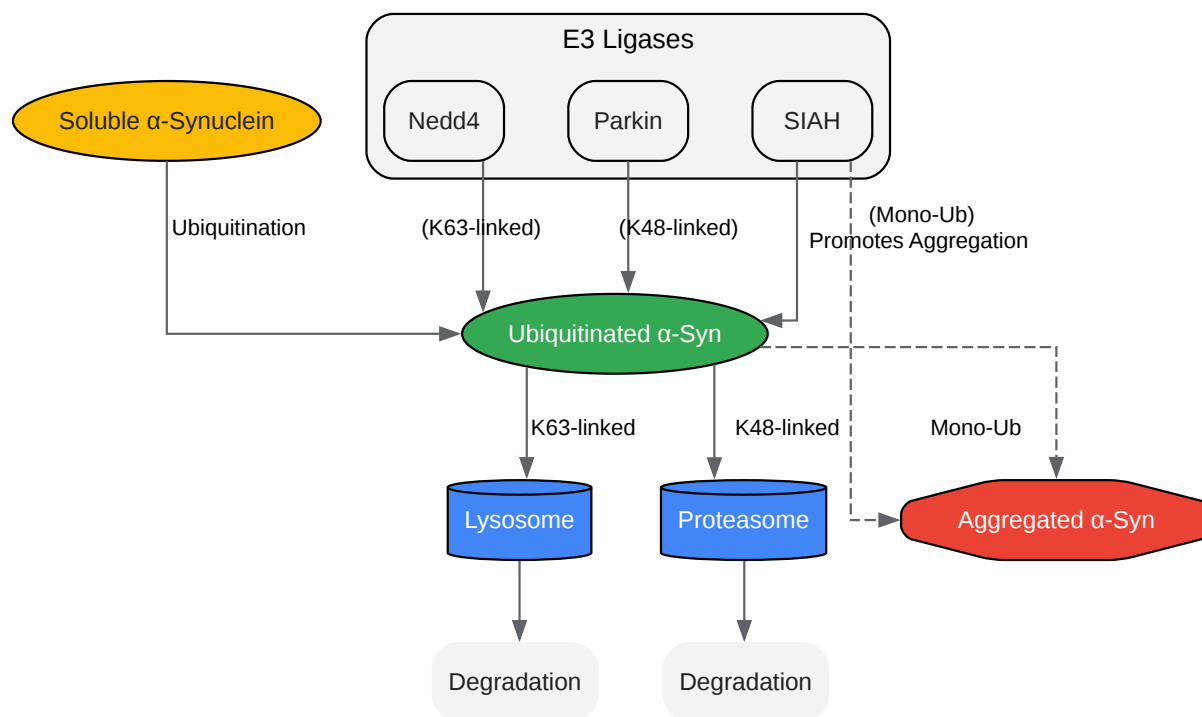 E3 Ligases
Soluble α-Synuclein
Nedd4
Parkin
SIAH
Ubiquitination
(K63-linked)
(K48-linked)
(Mono-Ub)
Promotes Aggregation
Ubiquitinated α-Syn
K63-linked
K48-linked
Mono-Ub
Lysosome
Proteasome
Aggregated α-Syn
Degradation
Degradation